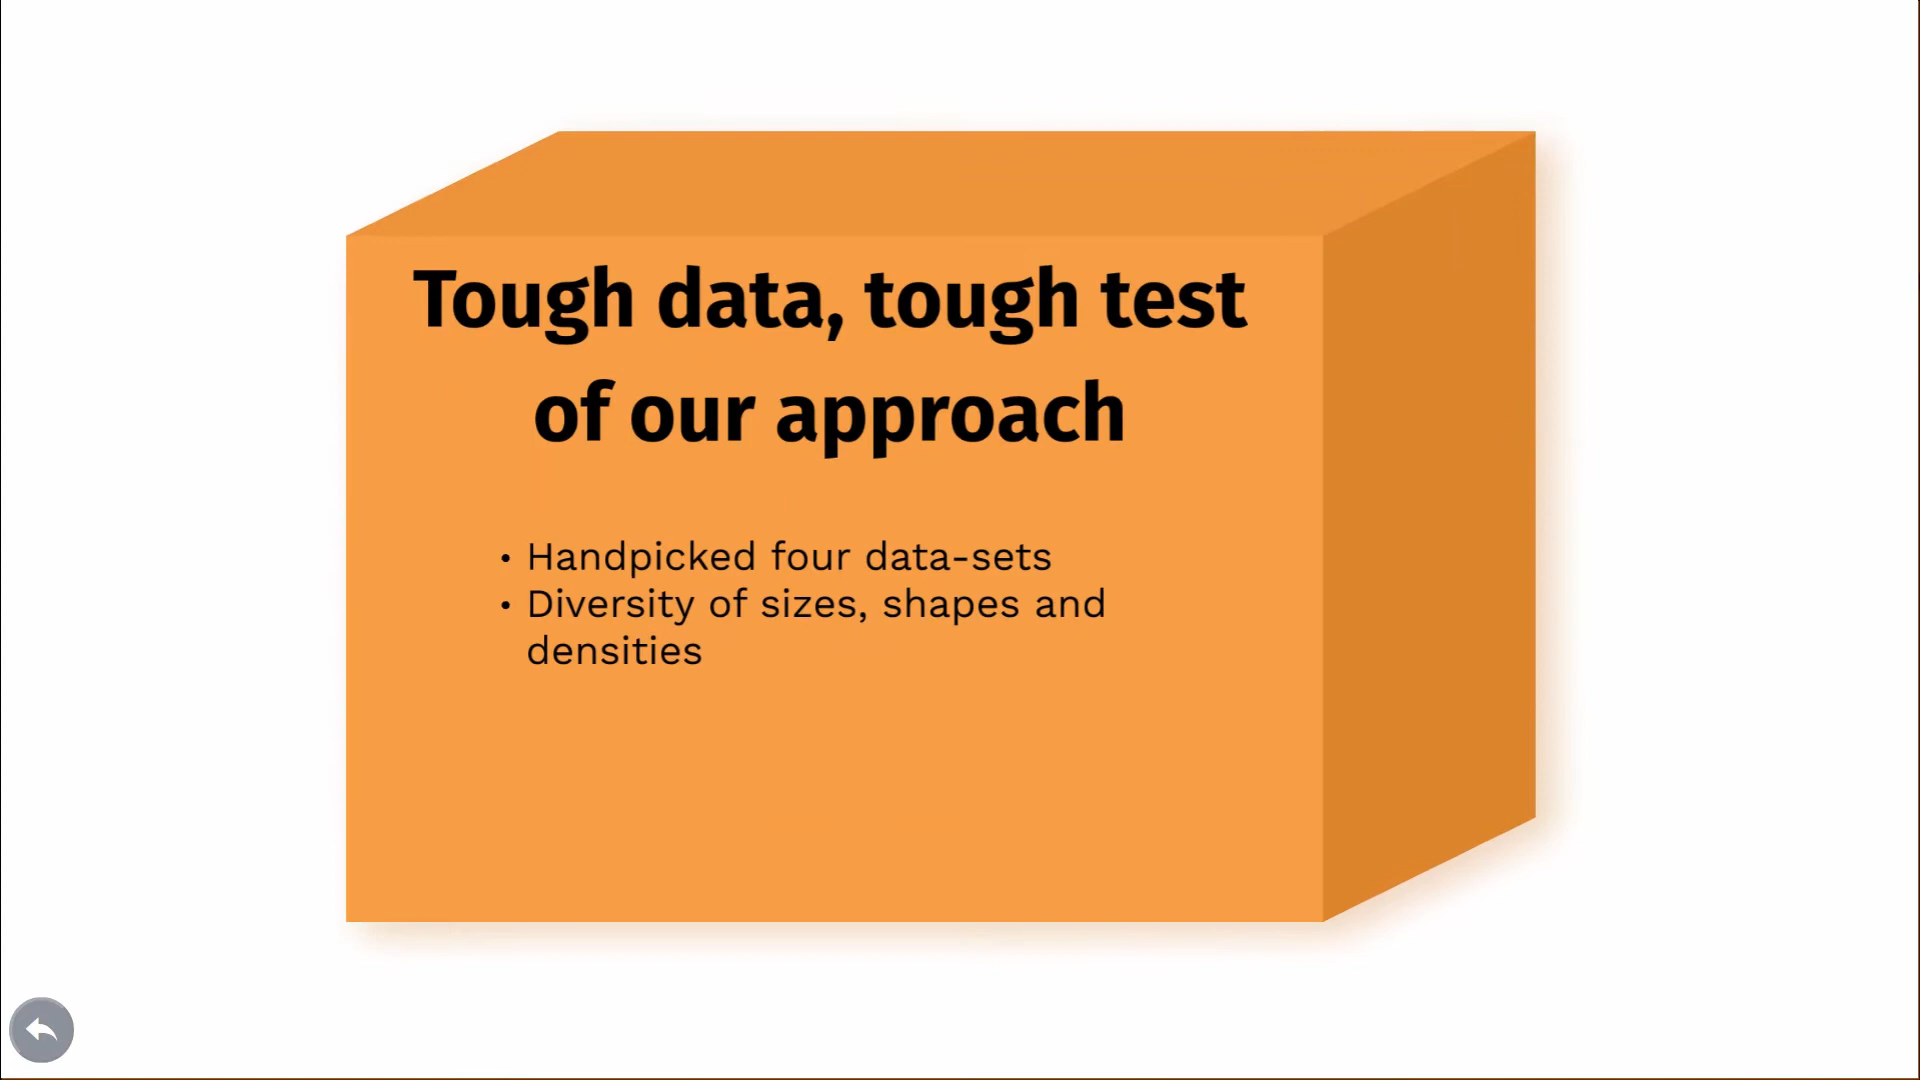 Tough data, tough test
of our approach
• Handpicked four data-sets
• Diversity of sizes, shapes and
densities